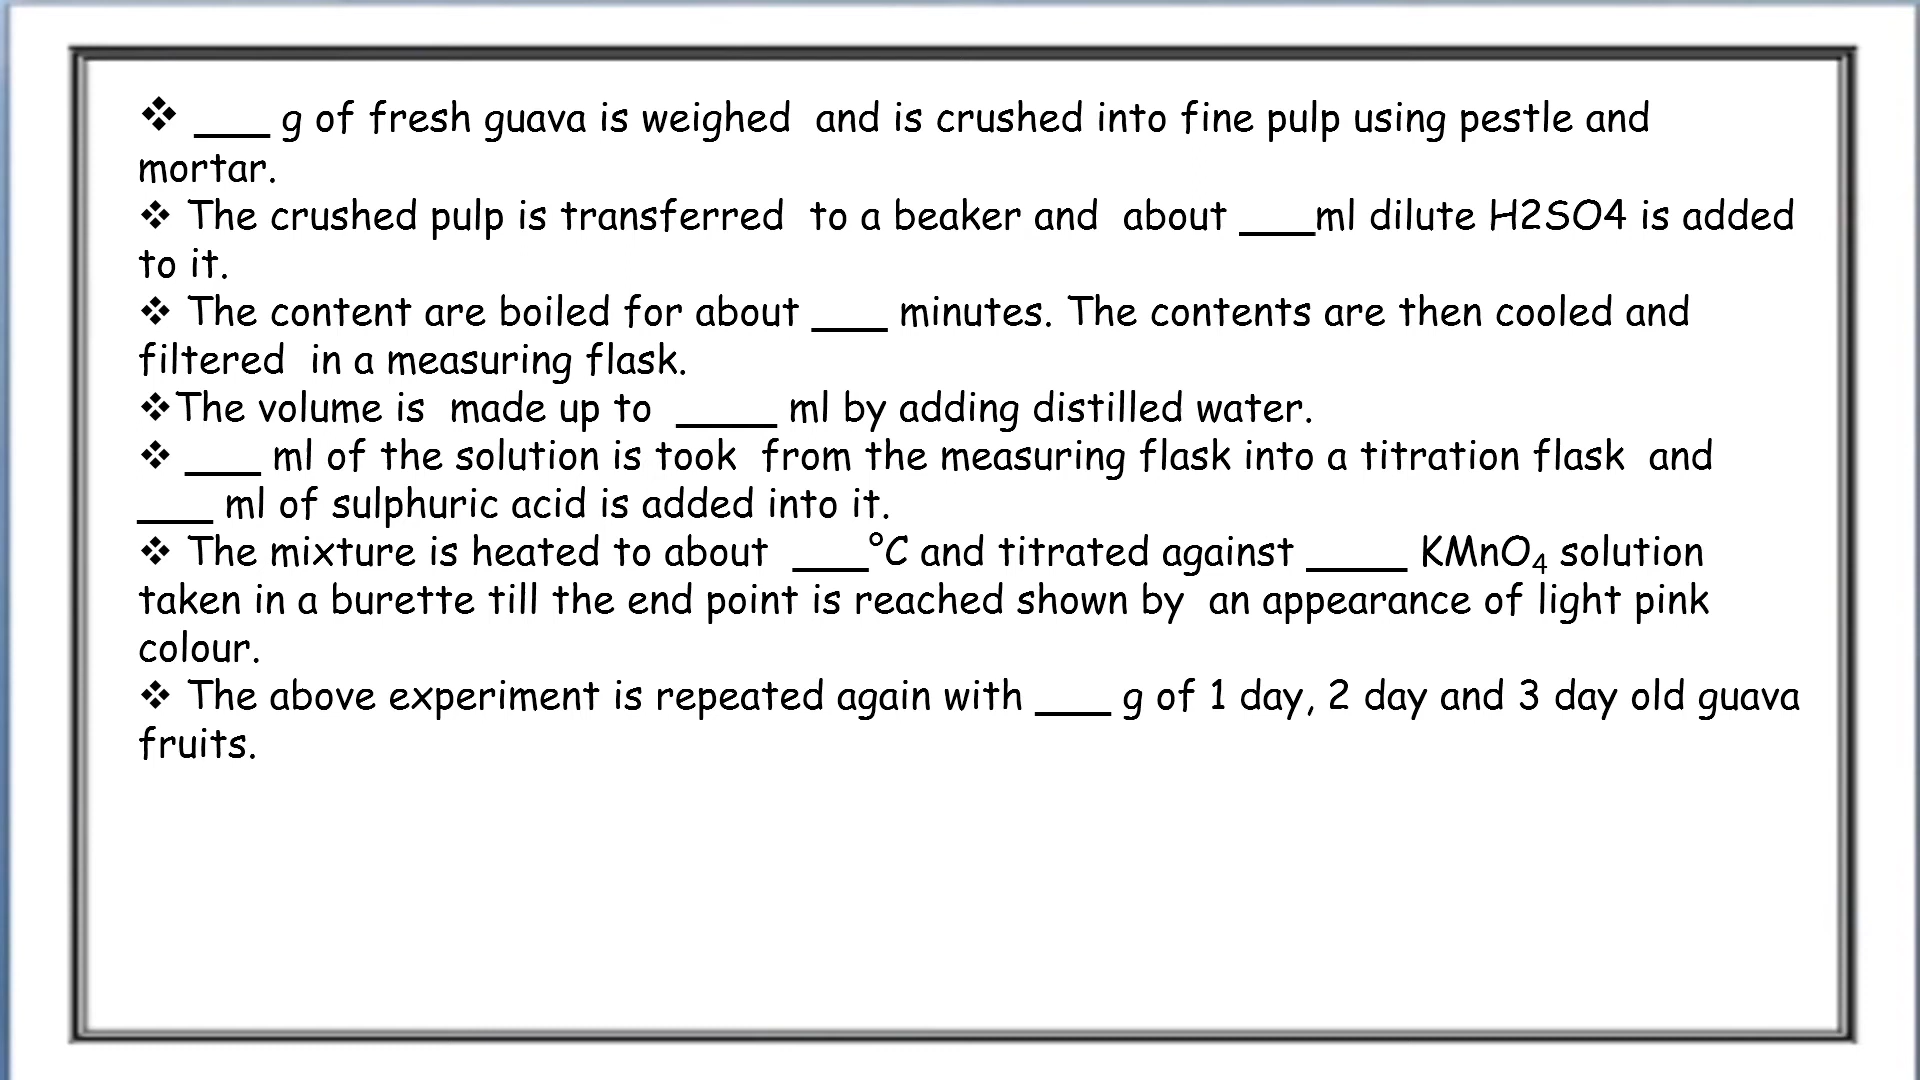 ❖ ___ g of fresh guava is weighed and is crushed into fine pulp using pestle and
mortar.
❖ The crushed pulp is transferred to a beaker and about ___ml dilute H2SO4 is added
to it.
❖ The content are boiled for about ___ minutes. The contents are then cooled and
filtered in a measuring flask.
❖The volume is made up to ____ ml by adding distilled water.
❖ ___ ml of the solution is took from the measuring flask into a titration flask and
___ ml of sulphuric acid is added into it.
❖ The mixture is heated to about ___°C and titrated against ____ KMnO₄ solution
taken in a burette till the end point is reached shown by an appearance of light pink
colour.
❖ The above experiment is repeated again with ___ g of 1 day, 2 day and 3 day old guava
fruits.